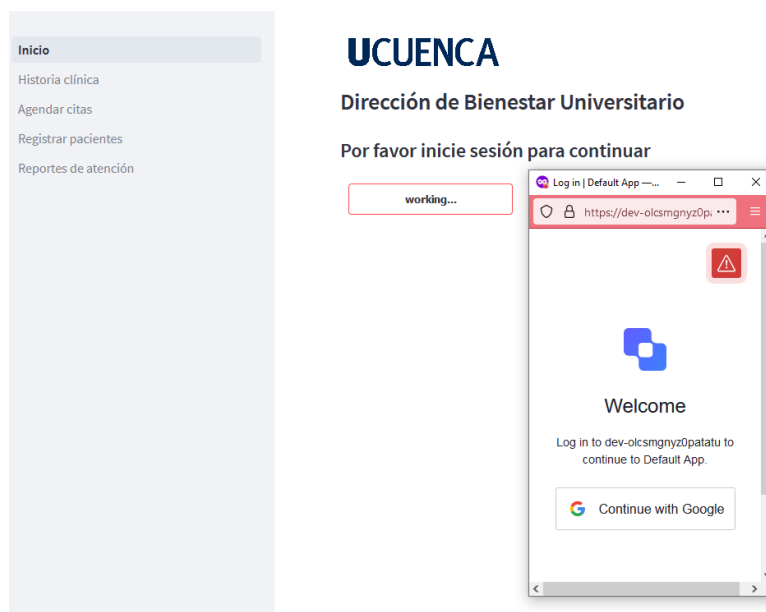 Inicio
Historia clínica
Agendar citas
Registrar pacientes
Reportes de atención
UCUENCA
Dirección de Bienestar Universitario
Por favor inicie sesión para continuar
working...
Log in | Default App —...
https://dev-olcsmgnyz0pa
Welcome
Log in to dev-olcsmgnyz0patatu to
continue to Default App.
Continue with Google